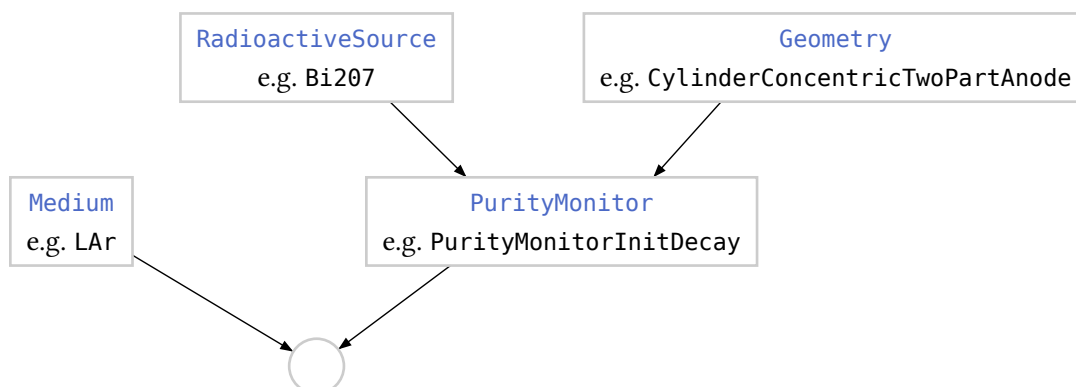 RadioactiveSource
e.g. Bi207
Geometry
e.g. CylinderConcentricTwoPartAnode
Medium
e.g. LAr
PurityMonitor
e.g. PurityMonitorInitDecay